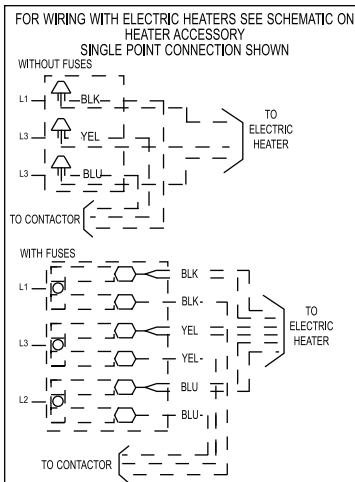 FOR WIRING WITH ELECTRIC HEATERS SEE SCHEMATIC ON
HEATER ACCESSORY
SINGLE POINT CONNECTION SHOWN
WITHOUT FUSES
L1
BLK
L3
YEL
L3
BLU
TO
ELECTRIC
HEATER
TO CONTACTOR
WITH FUSES
L1
BLK
BLK
L3
YEL
YEL
L2
BLU
BLU
TO
ELECTRIC
HEATER
TO CONTACTOR